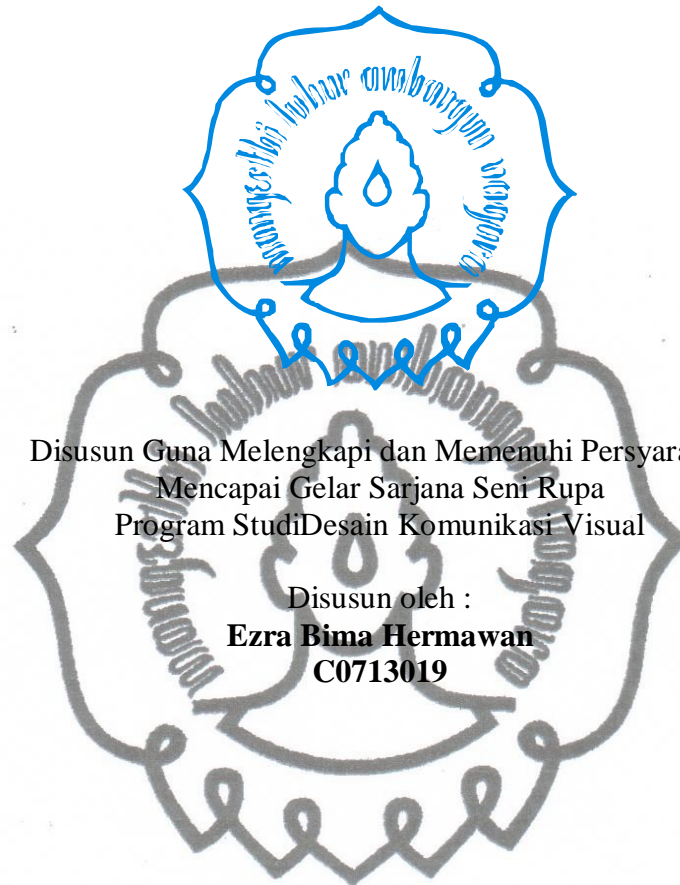 Disusun Guna Melengkapi dan Memenuhi Persyara
Mencapai Gelar Sarjana Seni Rupa
Program StudiDesain Komunikasi Visual
Disusun oleh :
Ezra Bima Hermawan
C0713019